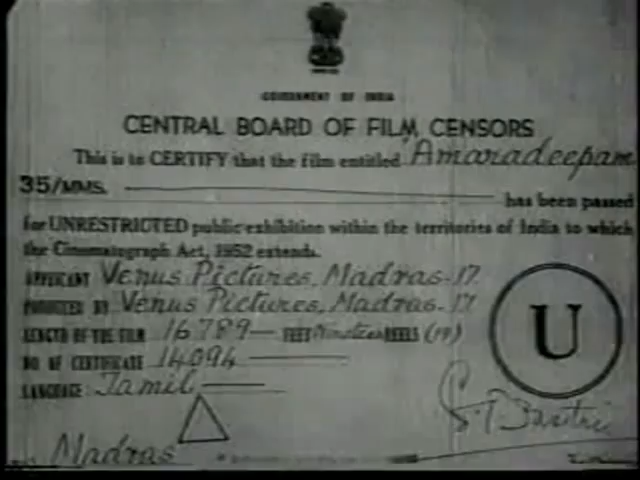 GOVERNMENT OF INDIA
CENTRAL BOARD OF FILM CENSORS
This is to CERTIFY that the film entitled 'Amaradeepam
35/MMS.
has been passed
for UNRESTRICTED public exhibition within the territories of India to which
the Cinematograph Act, 1952 extends.
APPLICANT Venus Pictures, Madras-17.
PRODUCED BY Venus Pictures, Madras-17
LENGTH OF THE FILM 16789 FEET Nineteen REELS (19)
NO OF CERTIFICATE 14094
LANGUAGE: Tamil
U
Madras